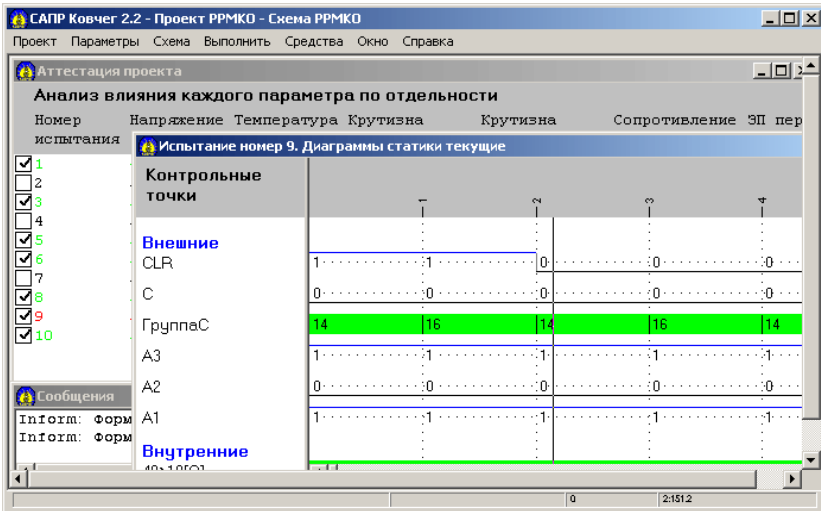 САПР Ковчег 2.2 - Проект РРМКО - Схема РРМКО
Проект Параметры Схема Выполнить Средства Окно Справка
Аттестация проекта
Анализ влияния каждого параметра по отдельности
Номер испытания Напряжение Температура Крутизна Крутизна Сопротивление ЭП пер
Испытание номер 9. Диаграммы статики текущие
1
2
3
4
5
6
7
8
9
10
Контрольные
точки
1 2 3 4
Внешние
CLR 1 1 0 0 0
C 0 0 0 0 0
ГруппаС 14 16 14 16 14
A3 1 1 1 1 1
A2 0 0 0 0 0
A1 1 1 1 1 1
Внутренние
Сообщения
Inform: Форм
Inform: Форм
0 2:151.2